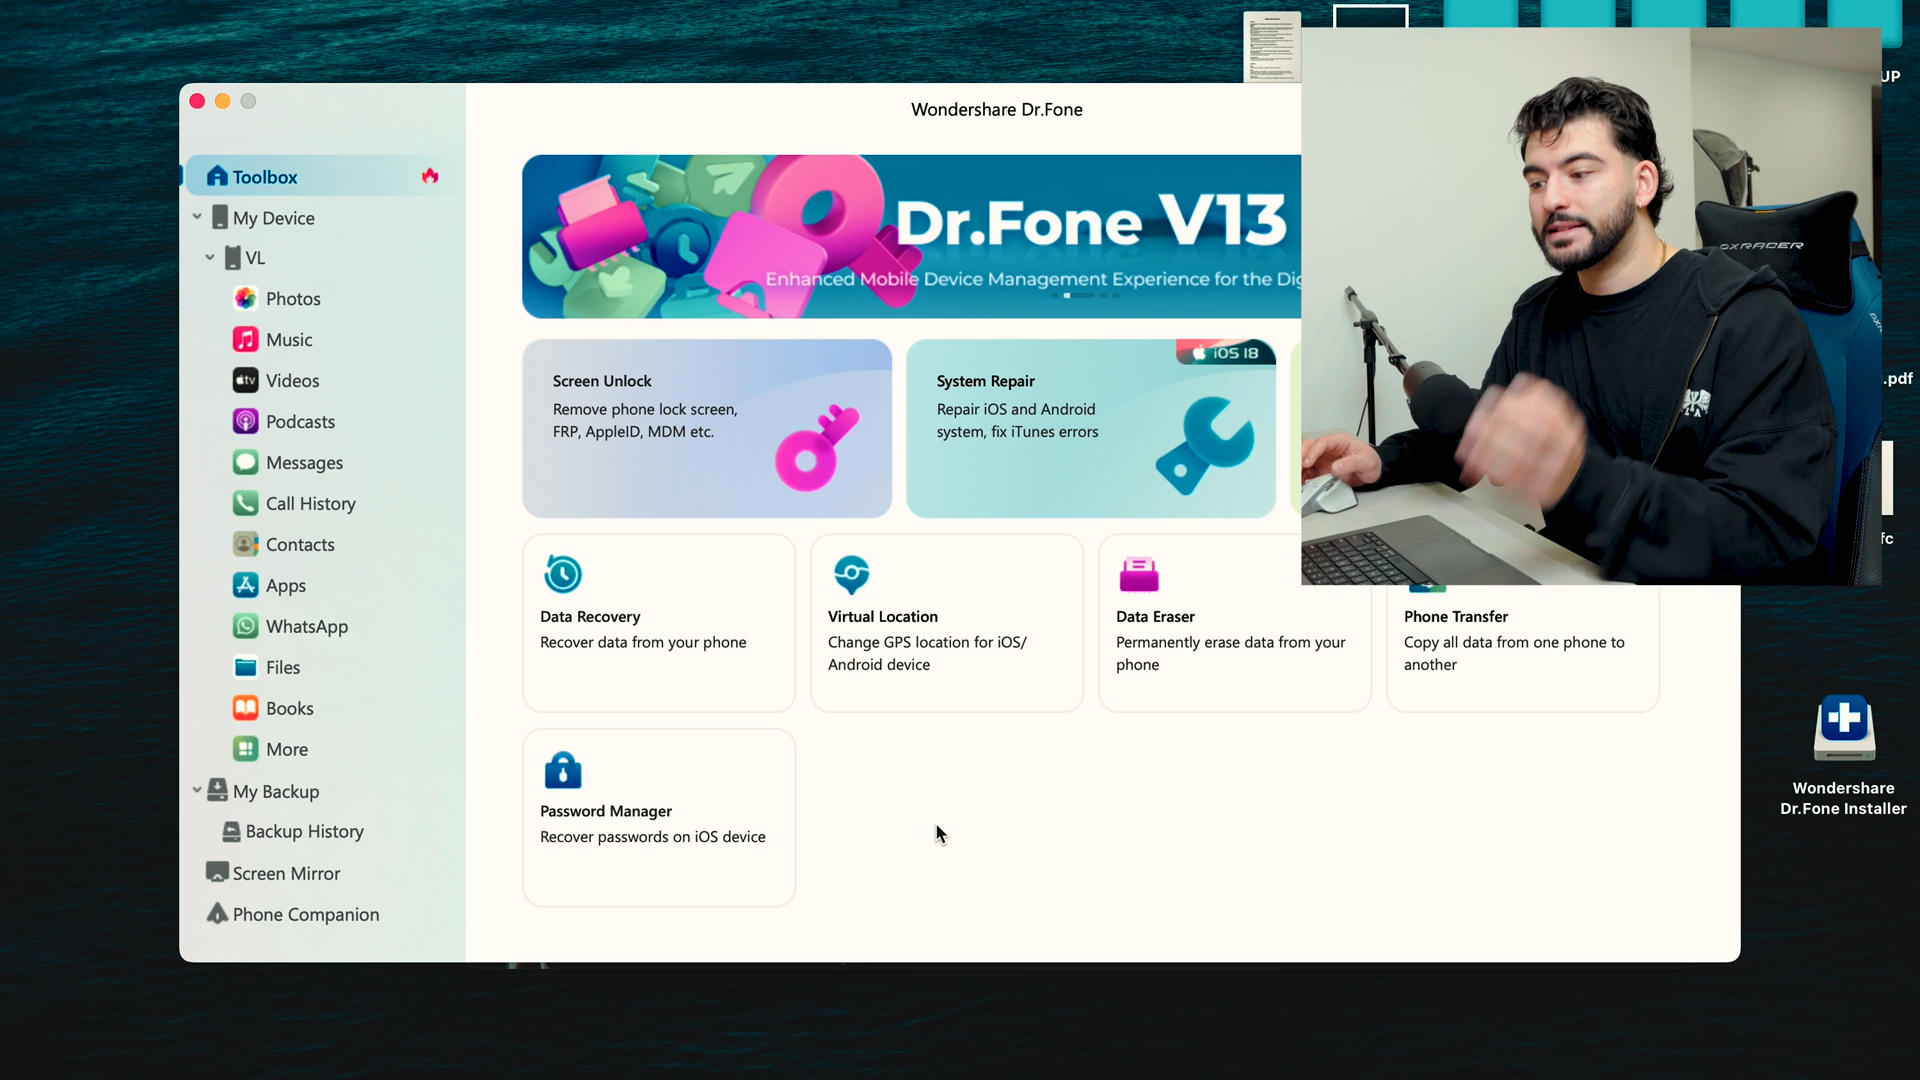 Wondershare Dr.Fone
UP
Toolbox
My Device
VL
Photos
Music
Videos
Podcasts
Messages
Call History
Contacts
Apps
WhatsApp
Files
Books
More
My Backup
Backup History
Screen Mirror
Phone Companion
Dr.Fone V13
Enhanced Mobile Device Management Experience for the Dig
Screen Unlock
Remove phone lock screen,
FRP, AppleID, MDM etc.
iOS 18
System Repair
Repair iOS and Android
system, fix iTunes errors
DXRACER
.pdf
fc
Data Recovery
Recover data from your phone
Virtual Location
Change GPS location for iOS/
Android device
Data Eraser
Permanently erase data from your
phone
Phone Transfer
Copy all data from one phone to
another
Password Manager
Recover passwords on iOS device
Wondershare
Dr.Fone Installer